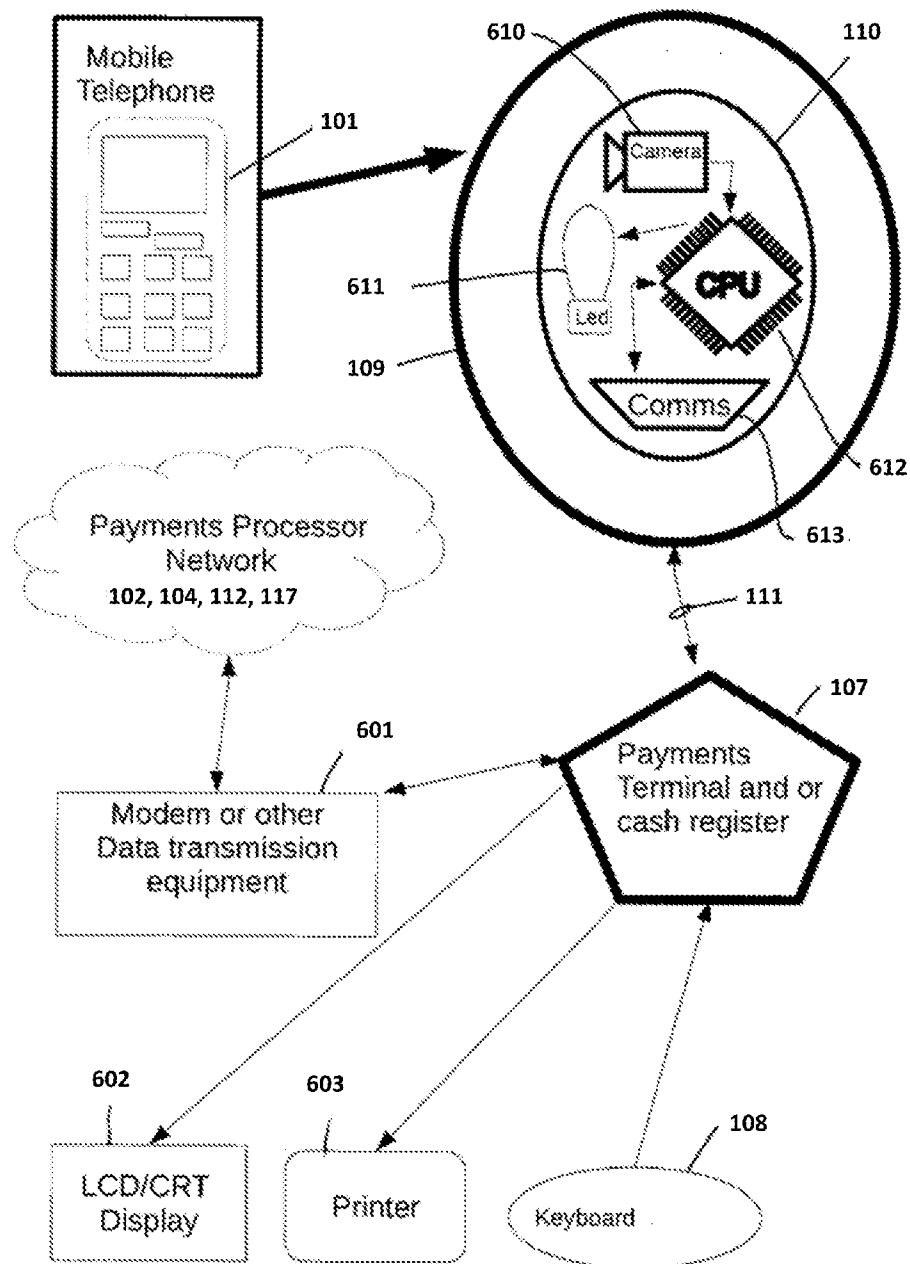 Mobile
Telephone
101
610
110
Camera
CPU
611
Led
109
Comms
612
613
Payments Processor
Network
102, 104, 112, 117
111
107
601
Payments
Terminal and or
cash register
Modem or other
Data transmission
equipment
602
603
108
LCD/CRT
Display
Printer
Keyboard